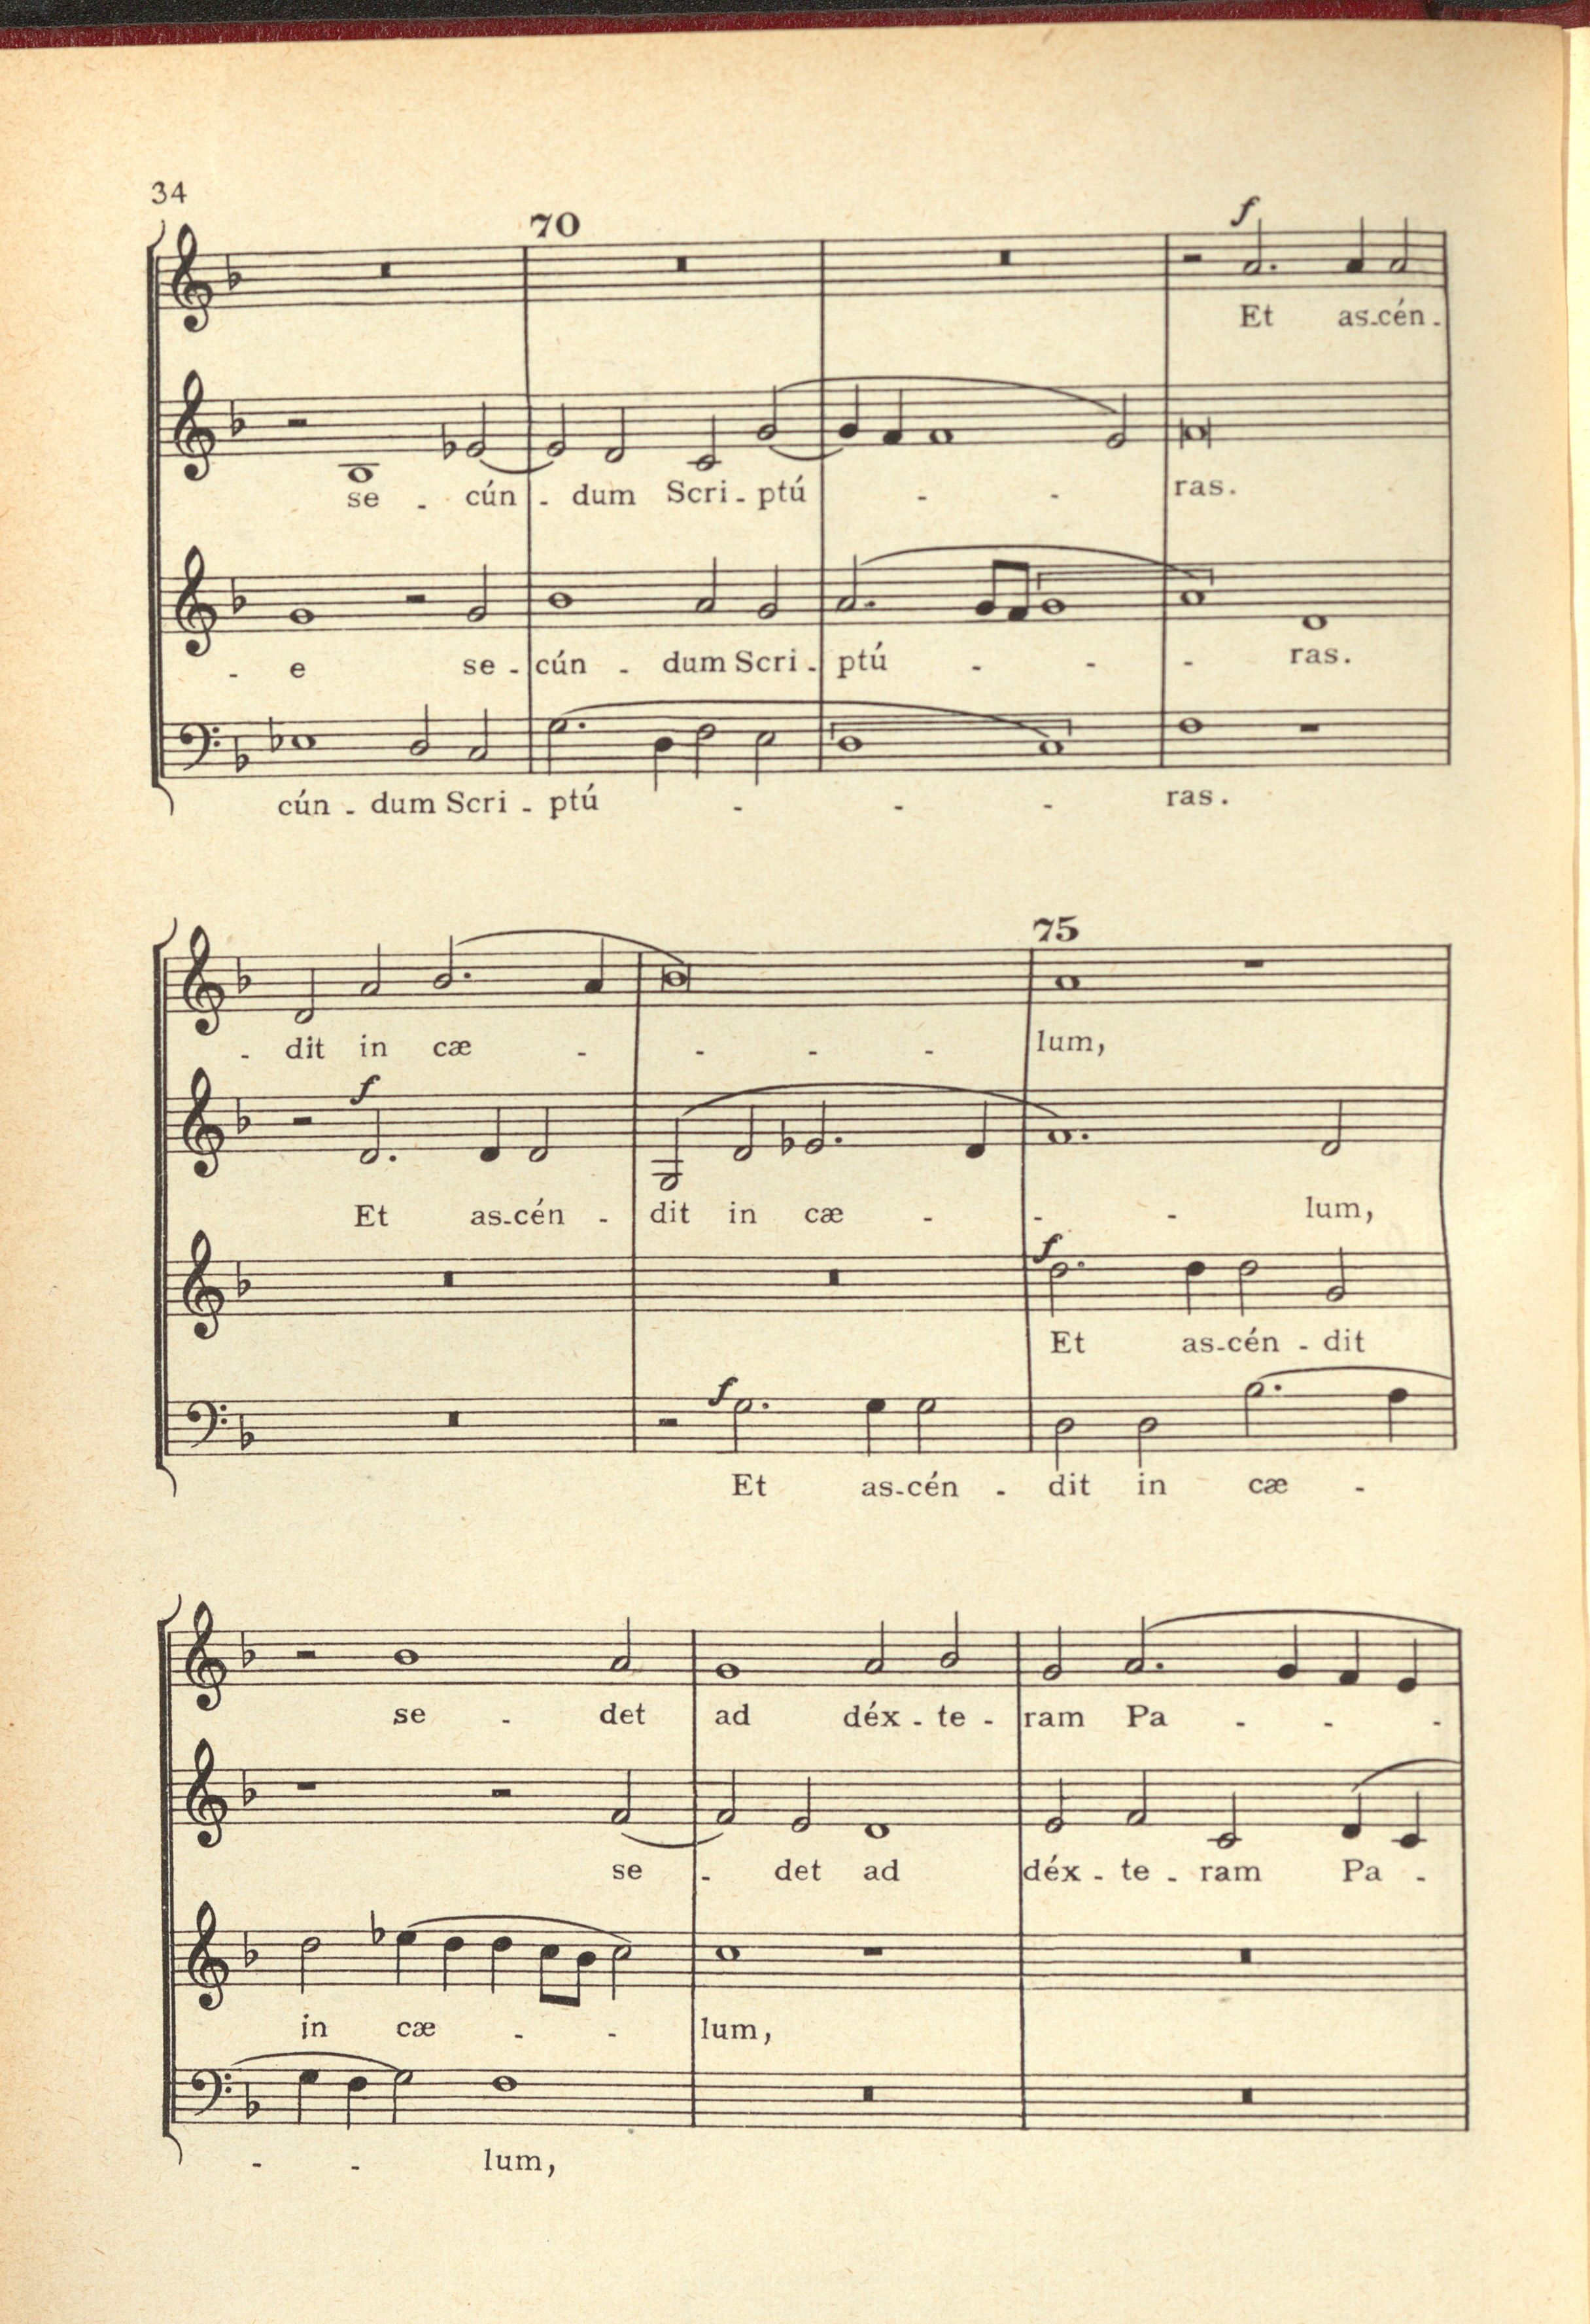 34
70
f
Et as-cén-
se - cún - dum Scri - ptú - - ras.
- e se - cún - dum Scri - ptú - - - ras.
cún - dum Scri - ptú - - - ras.
75
- dit in cæ - - - - lum,
f
Et as-cén - dit in cæ - - - lum,
f
Et as-cén - dit
f
Et as-cén - dit in cæ -
se - det ad déx - te - ram Pa - - -
se - det ad déx - te - ram Pa -
in cæ - - lum,
- - lum,